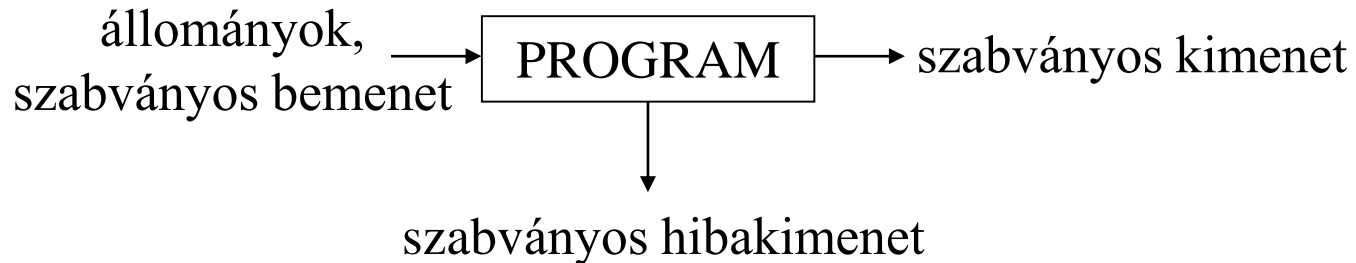 állományok,
szabványos bemenet
PROGRAM
szabványos kimenet
szabványos hibakimenet